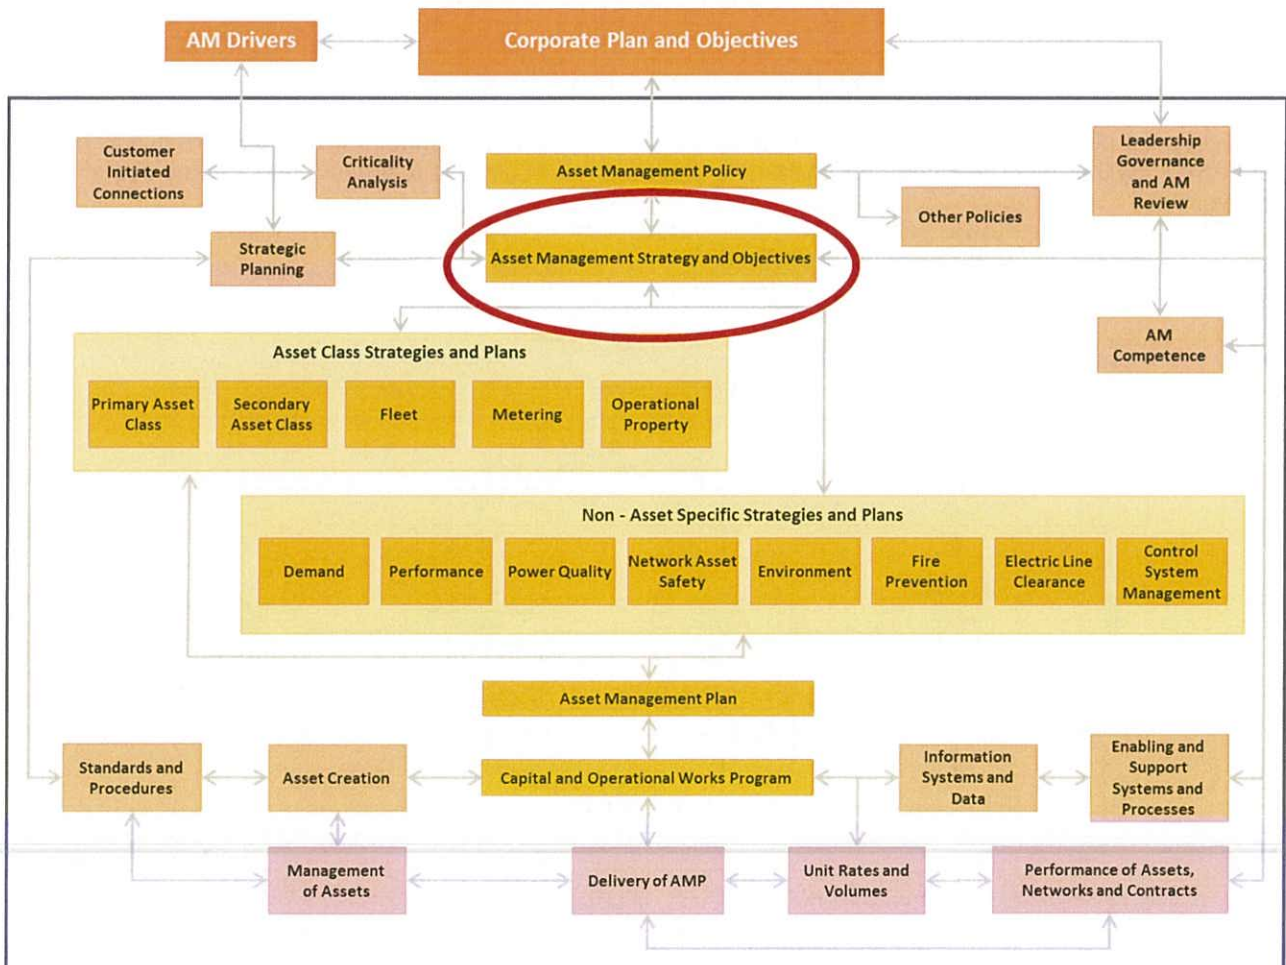 AM Drivers
Corporate Plan and Objectives
Customer
Initiated
Connections
Criticality
Analysis
Asset Management Policy
Leadership
Governance
and AM
Review
Other Policies
Strategic
Planning
Asset Management Strategy and Objectives
AM
Competence
Asset Class Strategies and Plans
Primary Asset
Class
Secondary
Asset Class
Fleet
Metering
Operational
Property
Non - Asset Specific Strategies and Plans
Demand
Performance
Power Quality
Network Asset
Safety
Environment
Fire
Prevention
Electric Line
Clearance
Control
System
Management
Asset Management Plan
Standards and
Procedures
Asset Creation
Capital and Operational Works Program
Information
Systems and
Data
Enabling and
Support
Systems and
Processes
Management
of Assets
Delivery of AMP
Unit Rates and
Volumes
Performance of Assets,
Networks and Contracts